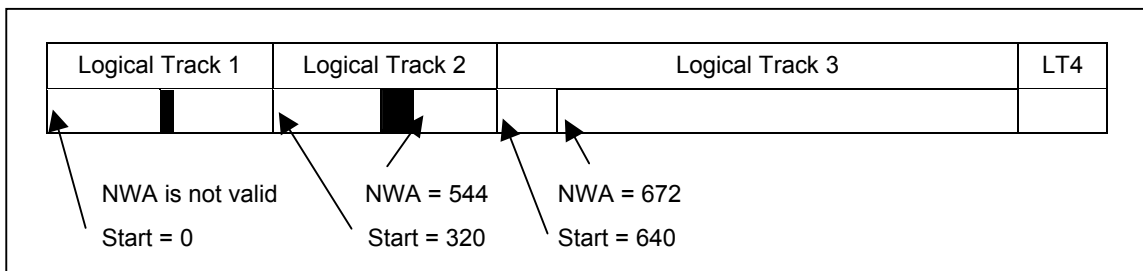 Logical Track 1 Logical Track 2 Logical Track 3 LT4
NWA is not valid NWA = 544 NWA = 672
Start = 0 Start = 320 Start = 640